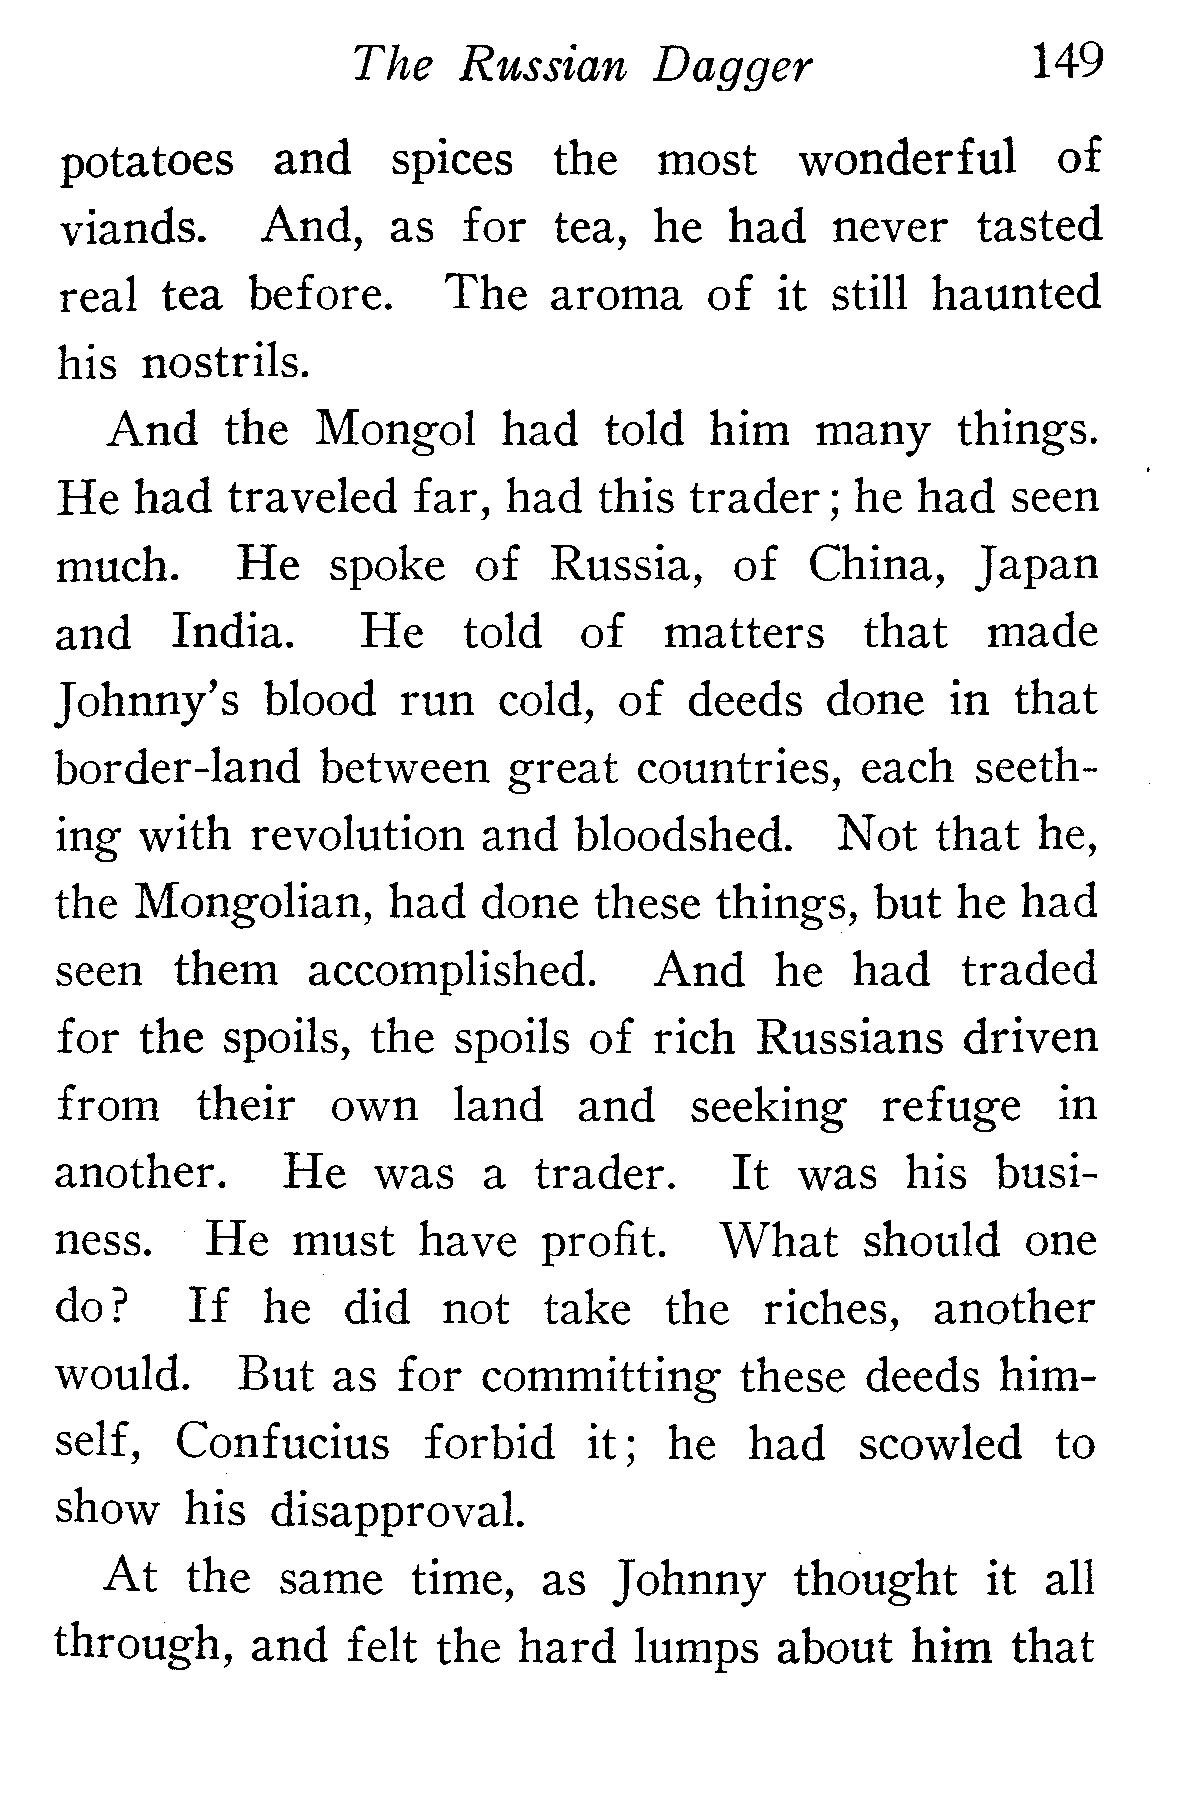 The Russian Dagger 149
potatoes and spices the most wonderful of
viands. And, as for tea, he had never tasted
real tea before. The aroma of it still haunted
his nostrils.
And the Mongol had told him many things.
He had traveled far, had this trader; he had seen
much. He spoke of Russia, of China, Japan
and India. He told of matters that made
Johnny's blood run cold, of deeds done in that
border-land between great countries, each seeth-
ing with revolution and bloodshed. Not that he,
the Mongolian, had done these things, but he had
seen them accomplished. And he had traded
for the spoils, the spoils of rich Russians driven
from their own land and seeking refuge in
another. He was a trader. It was his busi-
ness. He must have profit. What should one
do? If he did not take the riches, another
would. But as for committing these deeds him-
self, Confucius forbid it; he had scowled to
show his disapproval.
At the same time, as Johnny thought it all
through, and felt the hard lumps about him that